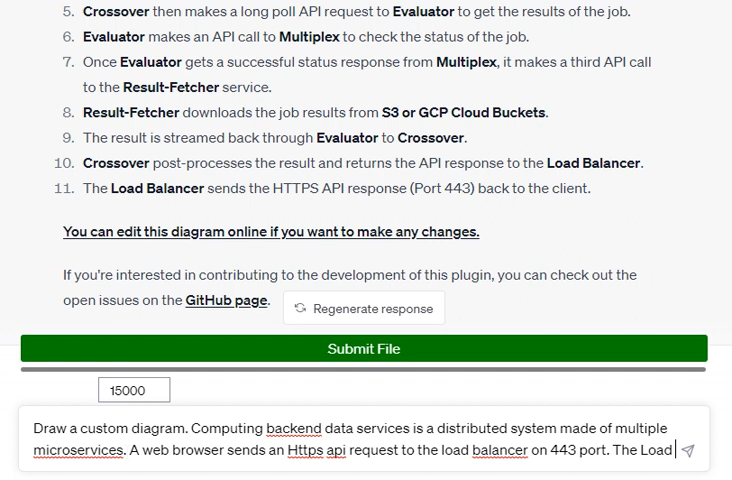 5. Crossover then makes a long poll API request to Evaluator to get the results of the job.
6. Evaluator makes an API call to Multiplex to check the status of the job.
7. Once Evaluator gets a successful status response from Multiplex, it makes a third API call
to the Result-Fetcher service.
8. Result-Fetcher downloads the job results from S3 or GCP Cloud Buckets.
9. The result is streamed back through Evaluator to Crossover.
10. Crossover post-processes the result and returns the API response to the Load Balancer.
11. The Load Balancer sends the HTTPS API response (Port 443) back to the client.
You can edit this diagram online if you want to make any changes.
If you're interested in contributing to the development of this plugin, you can check out the
open issues on the GitHub page.
Regenerate response
Submit File
15000
Draw a custom diagram. Computing backend data services is a distributed system made of multiple
microservices. A web browser sends an Https api request to the load balancer on 443 port. The Load